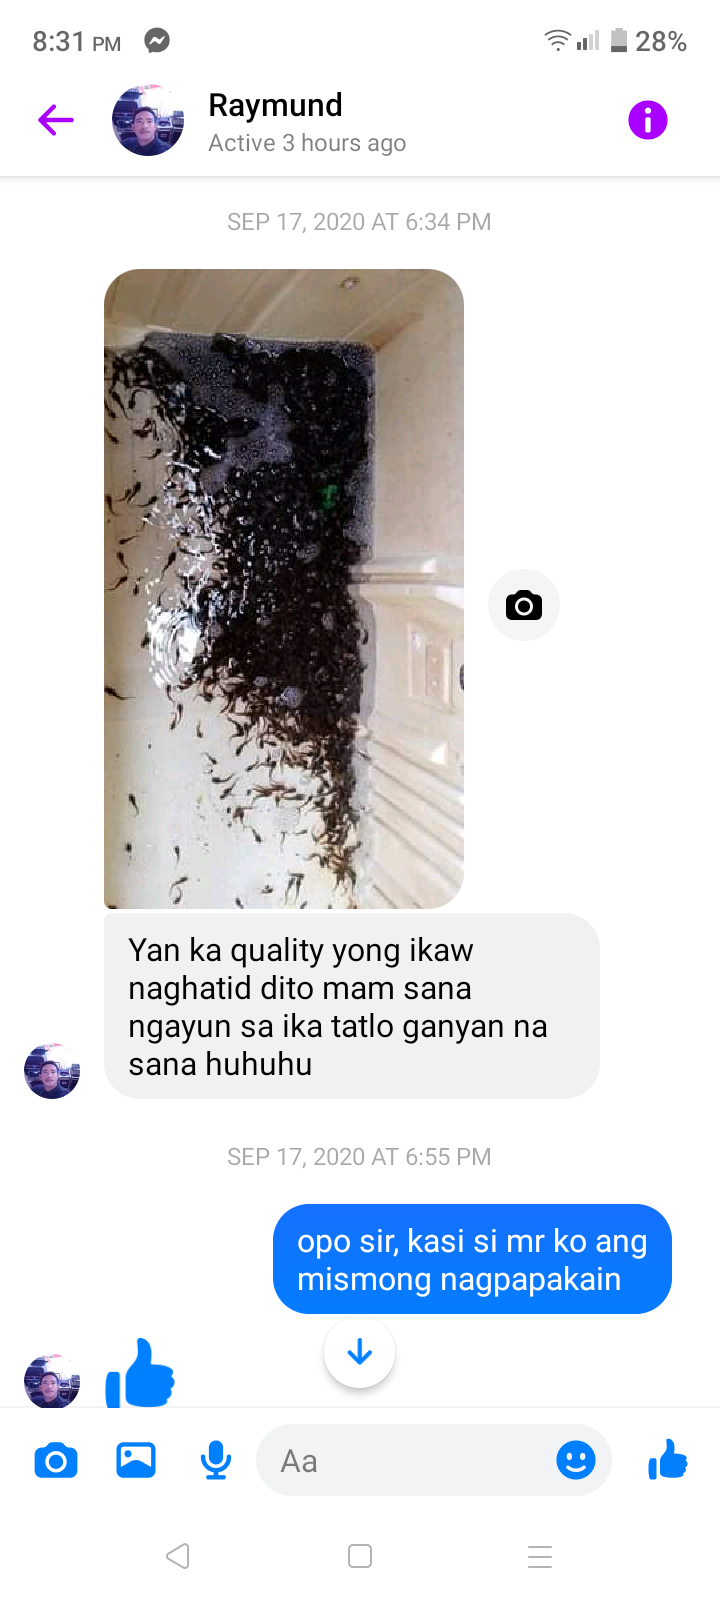 8:31 PM
28%
Raymund
Active 3 hours ago
SEP 17, 2020 AT 6:34 PM
Yan ka quality yong ikaw
naghatid dito mam sana
ngayun sa ika tatlo ganyan na
sana huhuhu
SEP 17, 2020 AT 6:55 PM
opo sir, kasi si mr ko ang
mismong nagpapakain
Aa